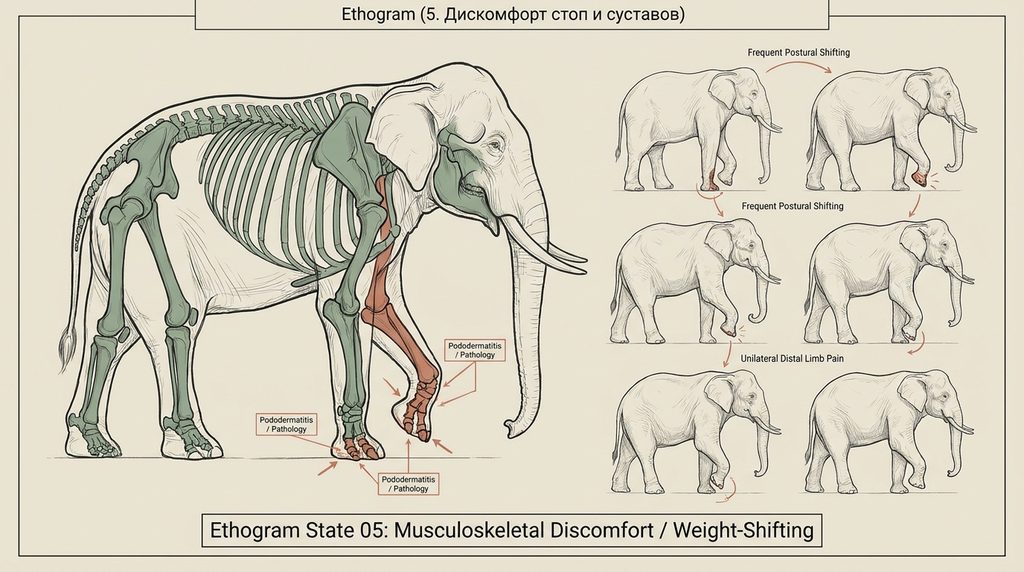 Ethogram (5. Дискомфорт стоп и суставов)
Frequent Postural Shifting
Frequent Postural Shifting
Unilateral Distal Limb Pain
Pododermatitis
/ Pathology
Pododermatitis
/ Pathology
Pododermatitis
/ Pathology
Ethogram State 05: Musculoskeletal Discomfort / Weight-Shifting